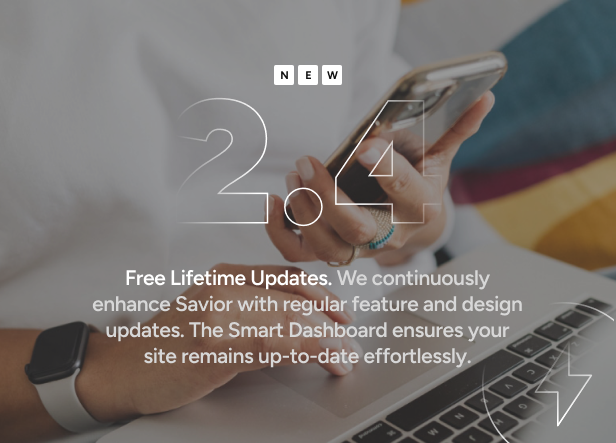 NEW
2.4
Free Lifetime Updates. We continuously
enhance Savior with regular feature and design
updates. The Smart Dashboard ensures your
site remains up-to-date effortlessly.